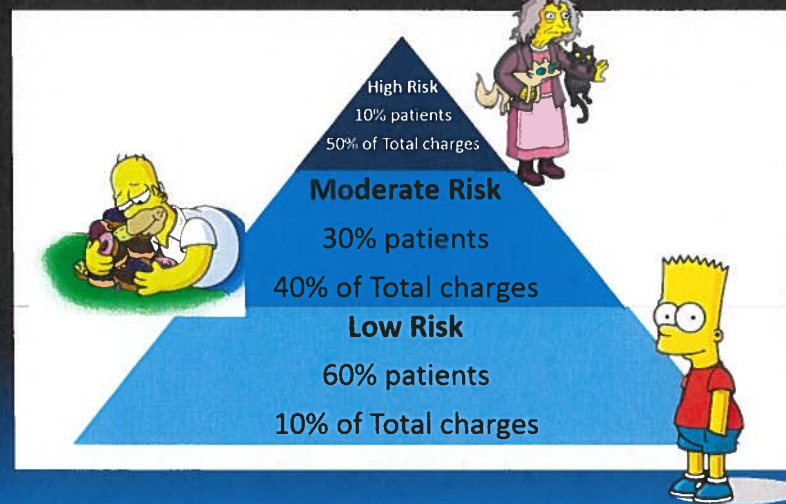 High Risk
10% patients
50% of Total charges
Moderate Risk
30% patients
40% of Total charges
Low Risk
60% patients
10% of Total charges